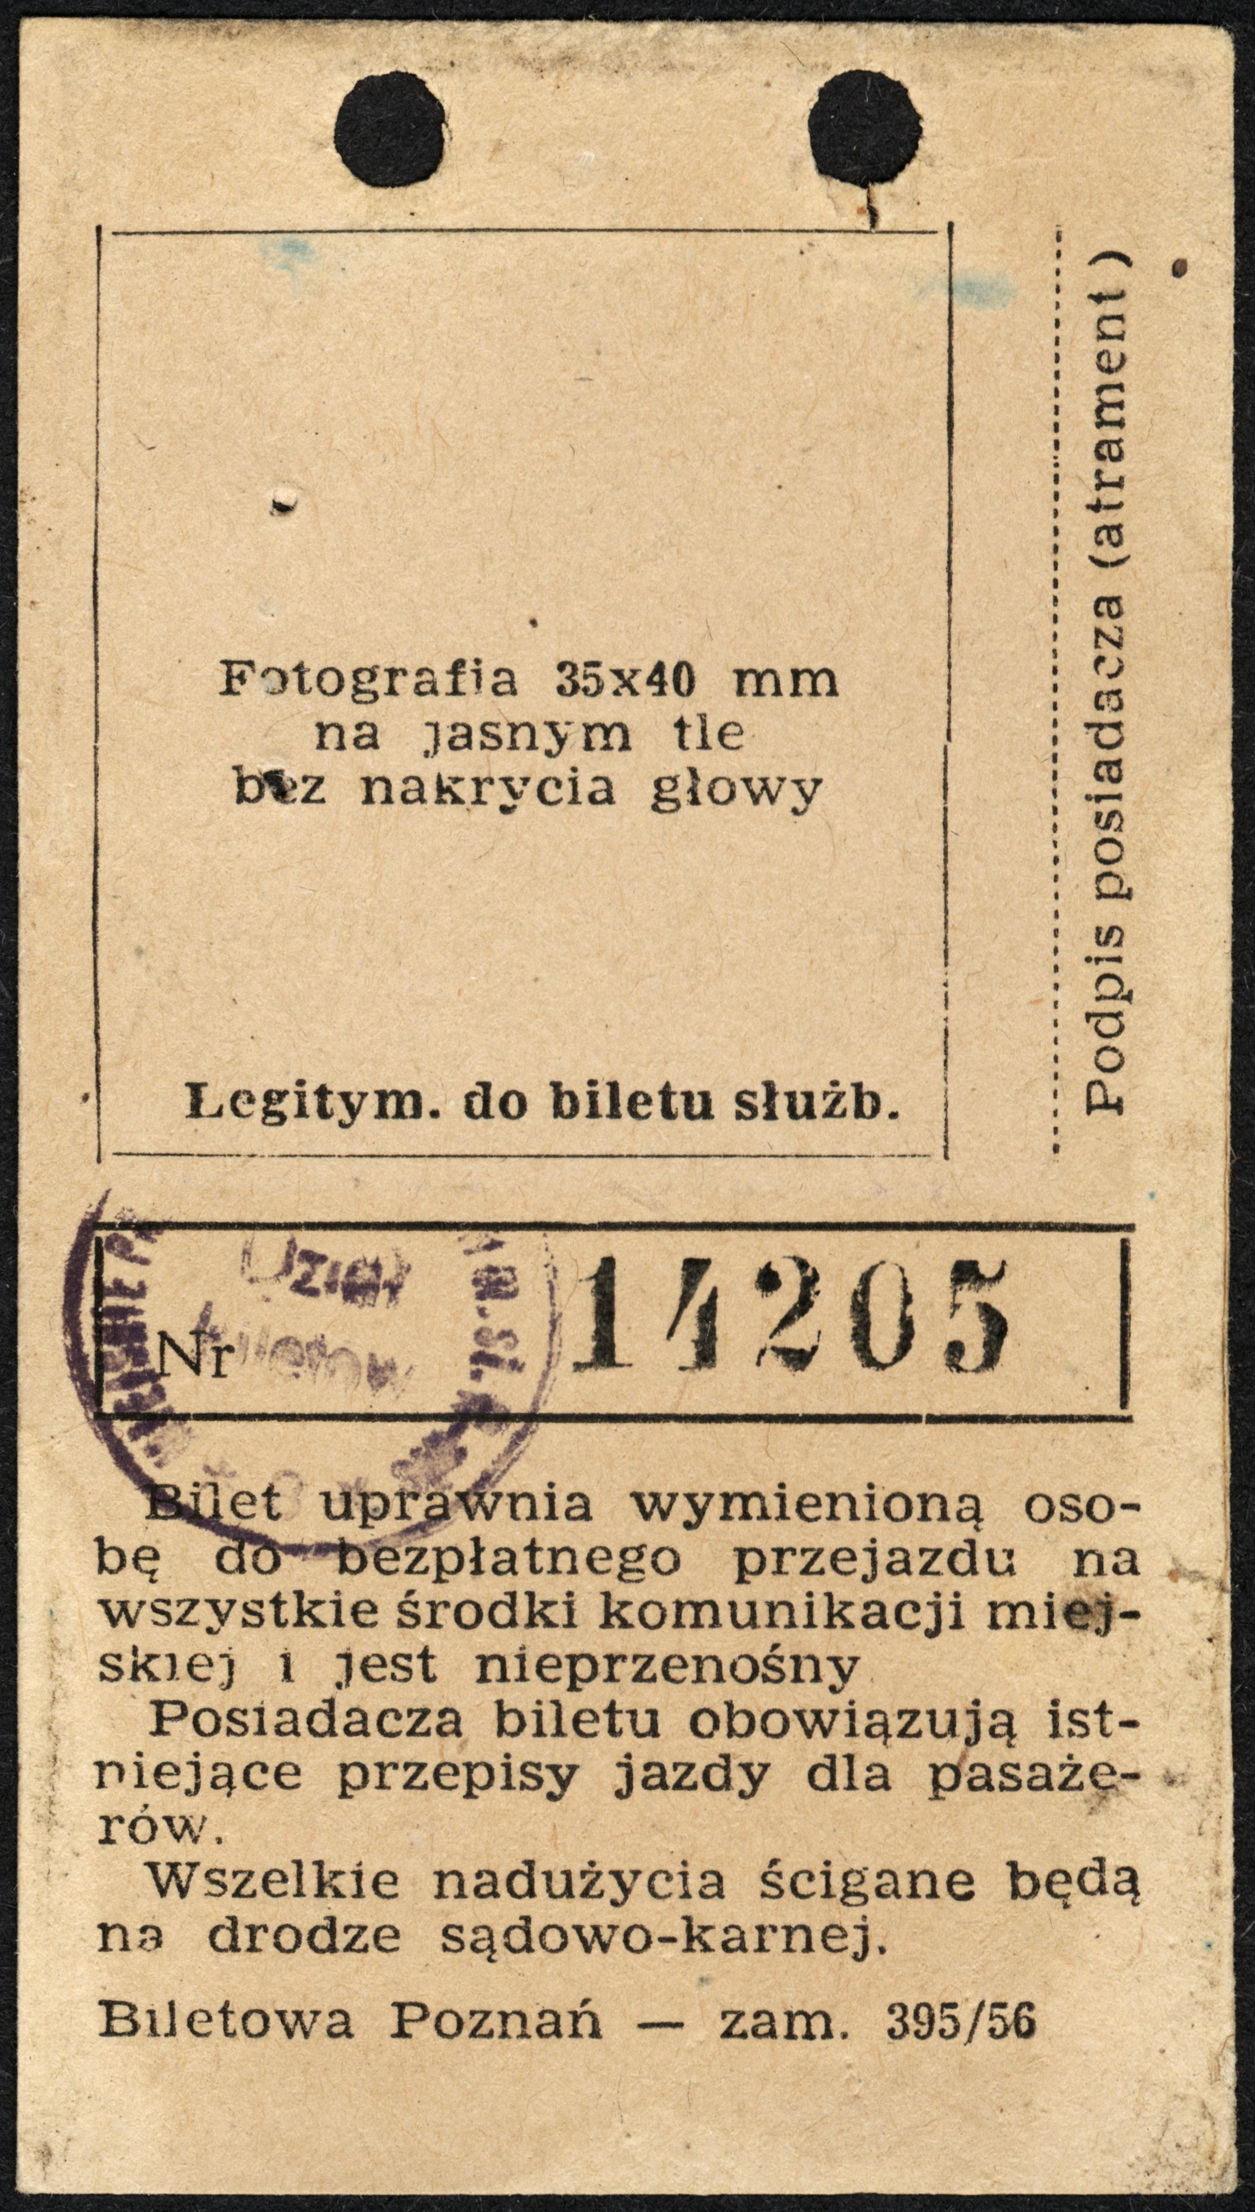 Fotografia 35x40 mm
na jasnym tle
bez nakrycia głowy
Legitym. do biletu służb.
Podpis posiadacza (atrament)
Nr 14205
Dział
Bilet uprawnia wymienioną oso-
bę do bezpłatnego przejazdu na
wszystkie środki komunikacji miej-
skiej i jest nieprzenośny
Posiadacza biletu obowiązują ist-
niejące przepisy jazdy dla pasaże-
rów.
Wszelkie nadużycia ścigane będą
na drodze sądowo-karnej.
Biletowa Poznań — zam. 395/56